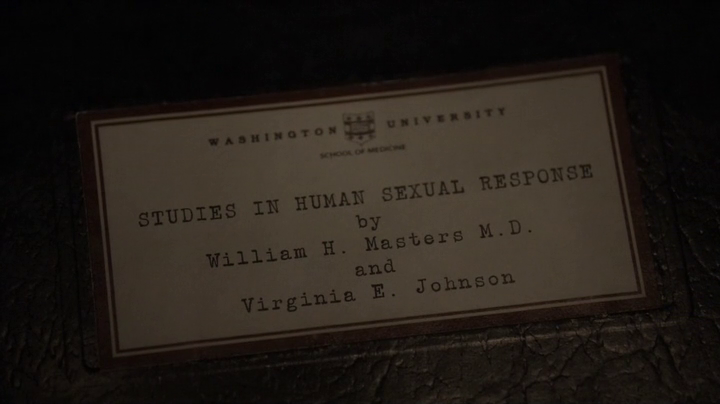 WASHINGTON UNIVERSITY
SCHOOL OF MEDICINE
STUDIES IN HUMAN SEXUAL RESPONSE
by
William H. Masters M.D.
and
Virginia E. Johnson